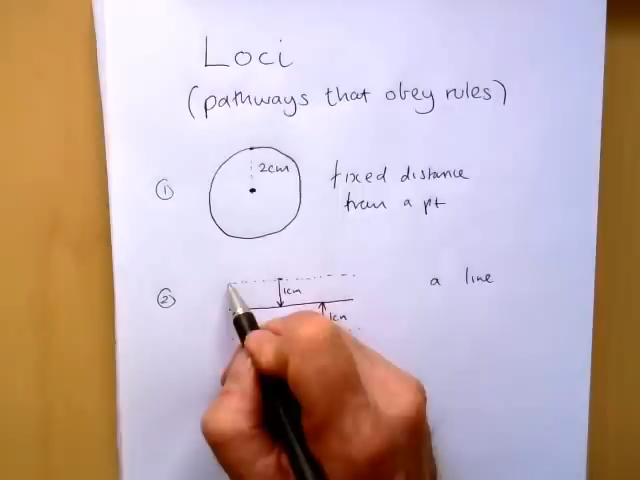 Loci
(pathways that obey rules)
① 2cm fixed distance
from a pt
② 1cm a line
1cm